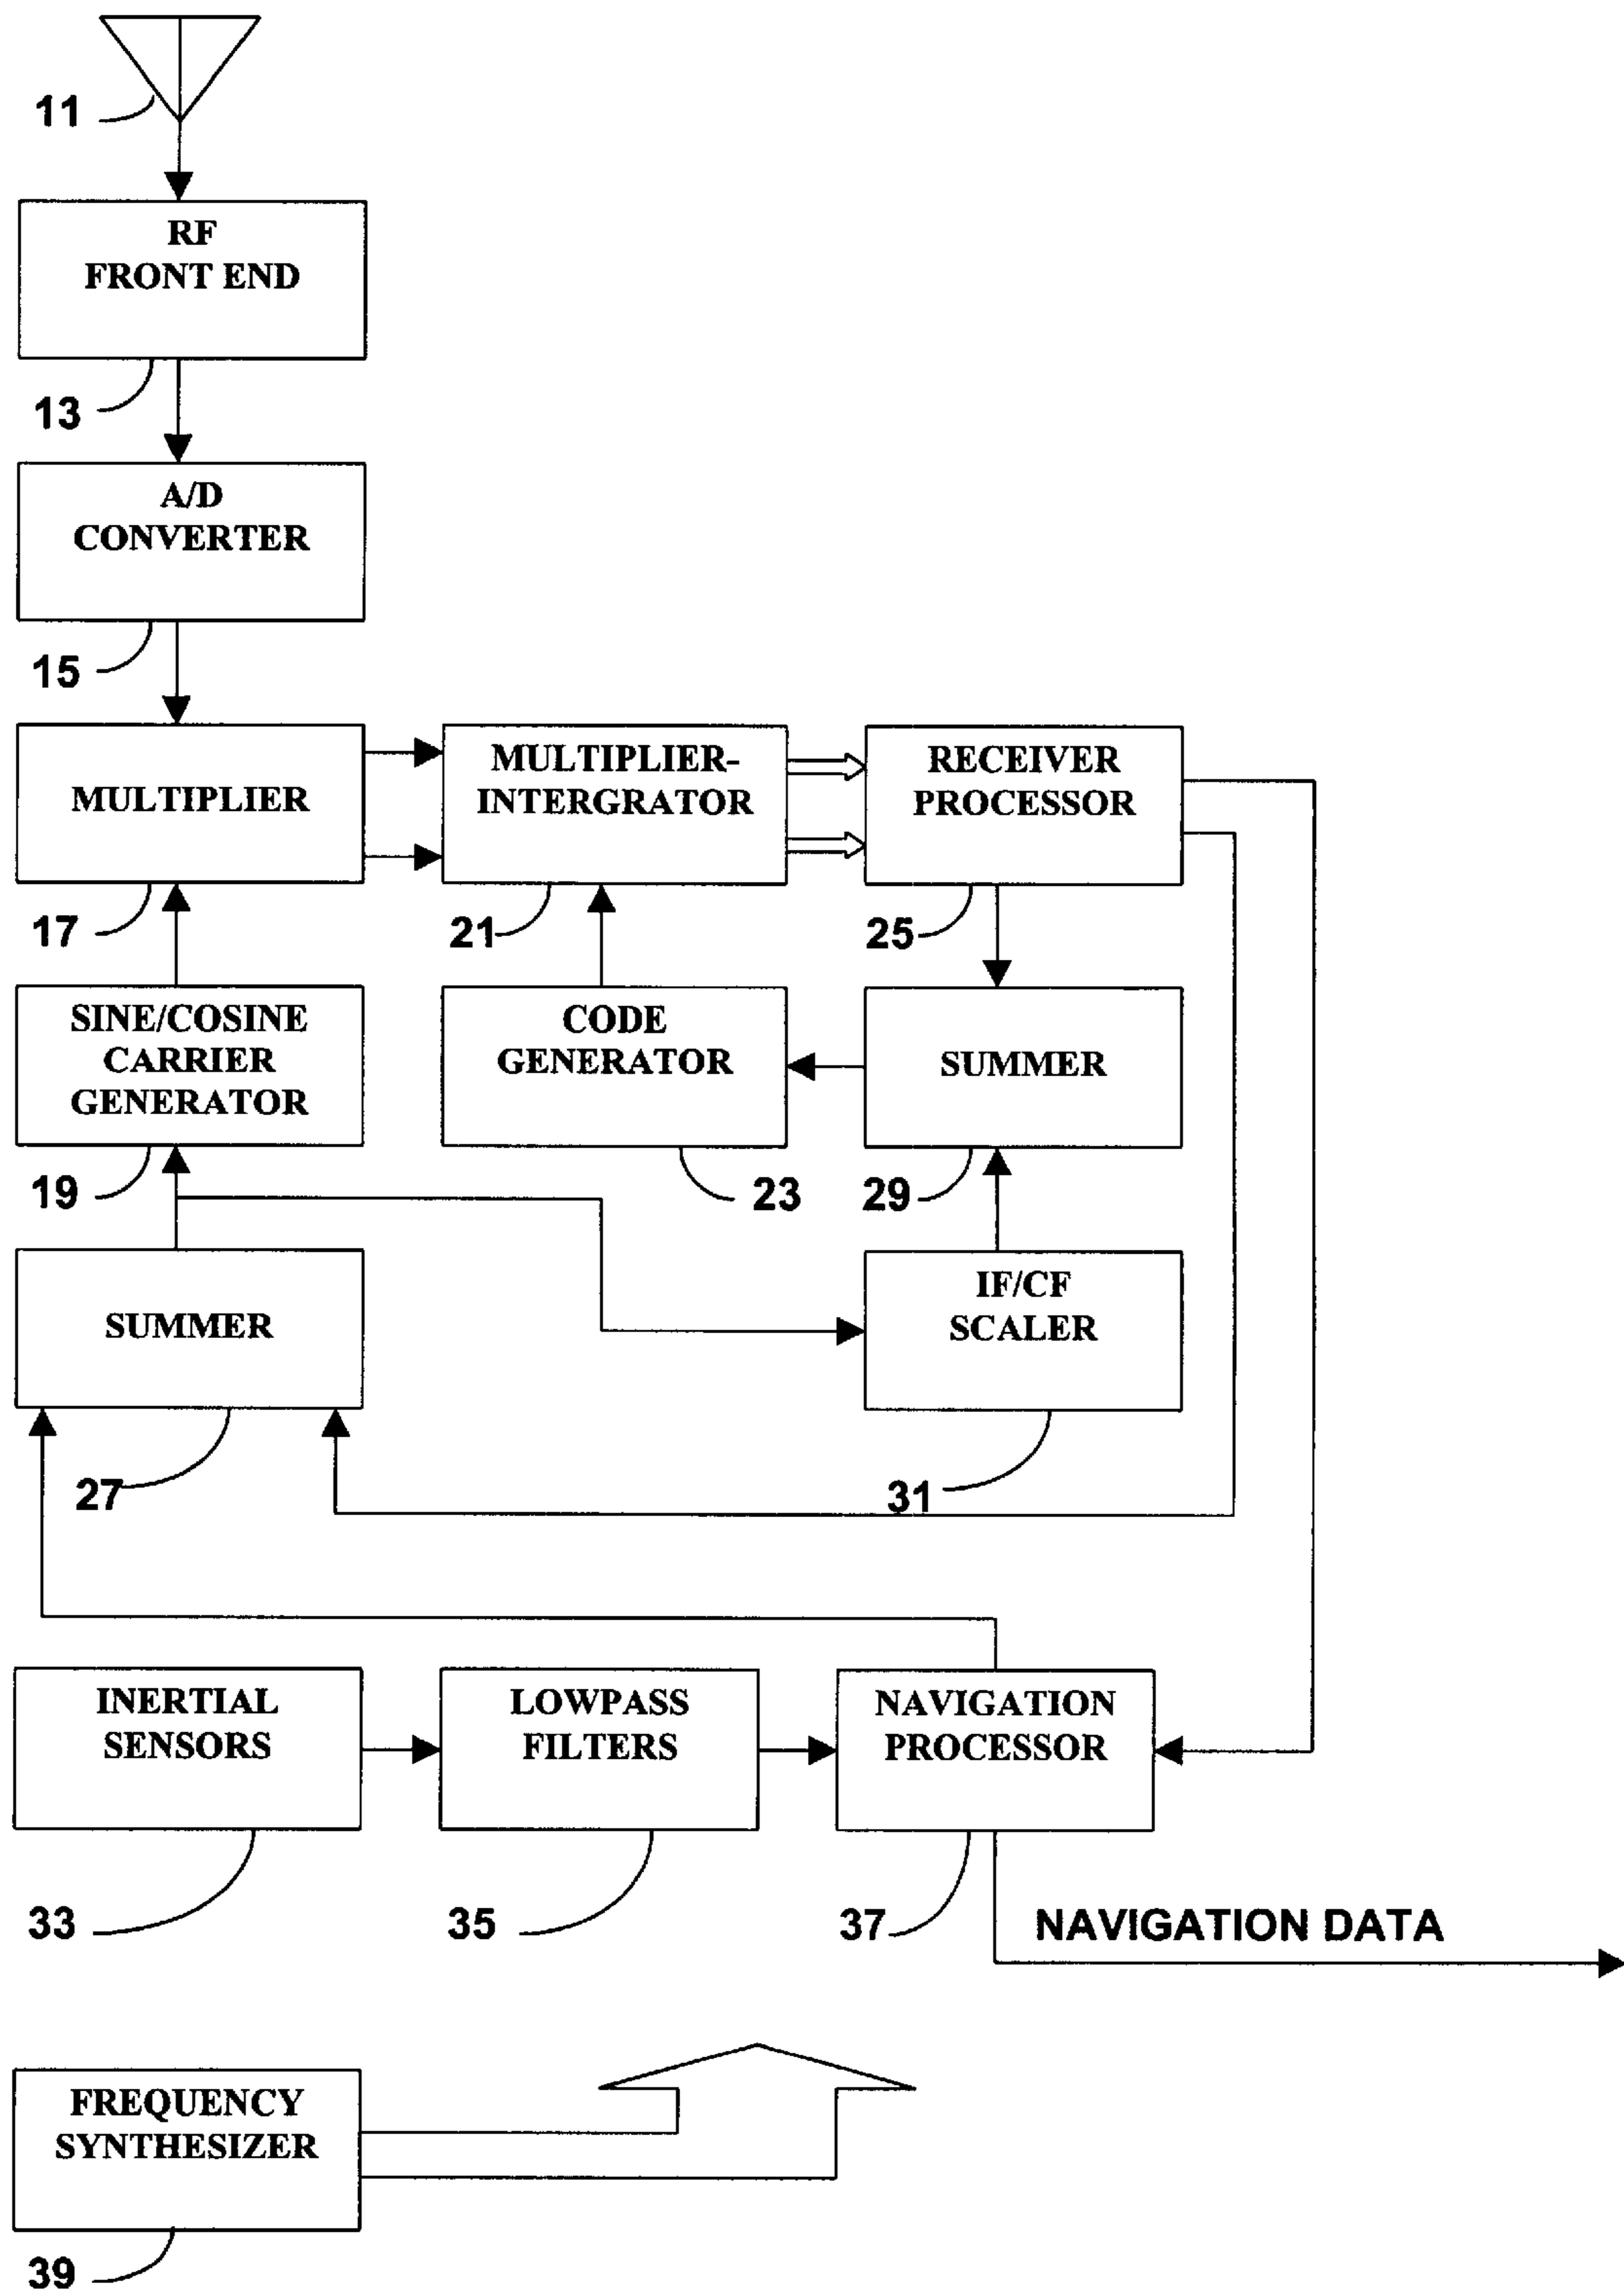 11
RF
FRONT END
13
A/D
CONVERTER
15
MULTIPLIER
MULTIPLIER-
INTERGRATOR
RECEIVER
PROCESSOR
17
21
25
SINE/COSINE
CARRIER
GENERATOR
CODE
GENERATOR
SUMMER
19
23
29
SUMMER
IF/CF
SCALER
27
31
INERTIAL
SENSORS
LOWPASS
FILTERS
NAVIGATION
PROCESSOR
33
35
37
NAVIGATION DATA
FREQUENCY
SYNTHESIZER
39